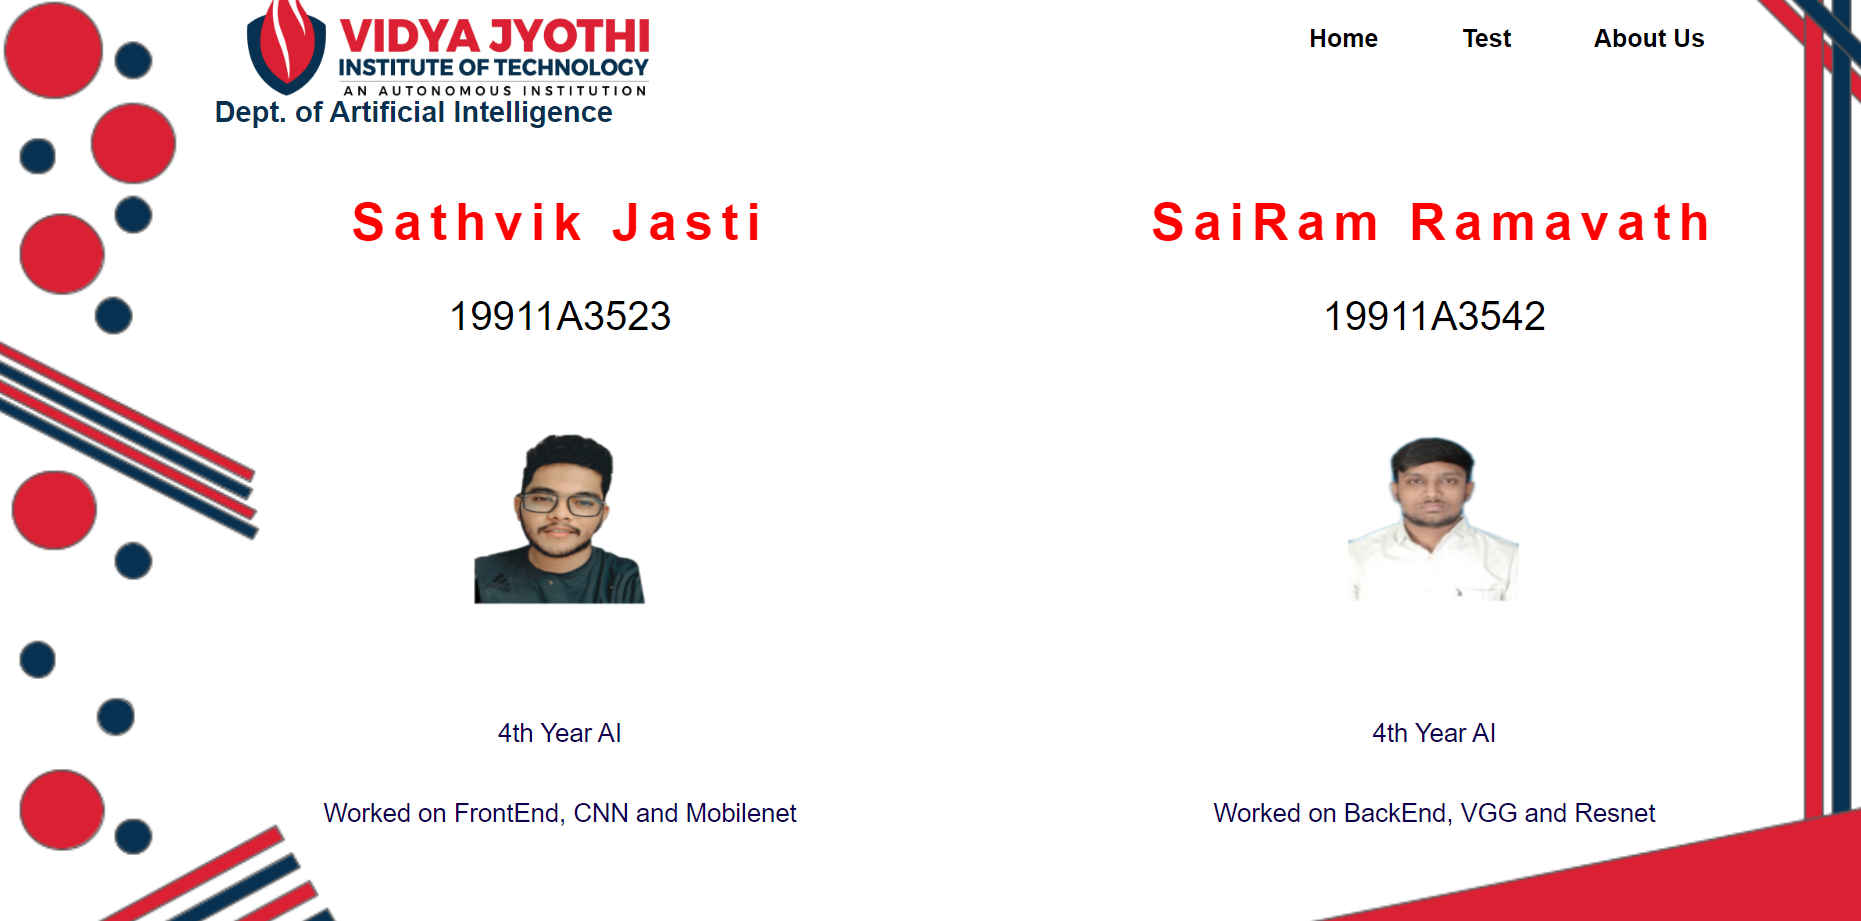 VIDYA JYOTHI
INSTITUTE OF TECHNOLOGY
AN AUTONOMOUS INSTITUTION
Dept. of Artificial Intelligence
Home Test About Us
Sathvik Jasti
19911A3523
4th Year AI
Worked on FrontEnd, CNN and Mobilenet
SaiRam Ramavath
19911A3542
4th Year AI
Worked on BackEnd, VGG and Resnet